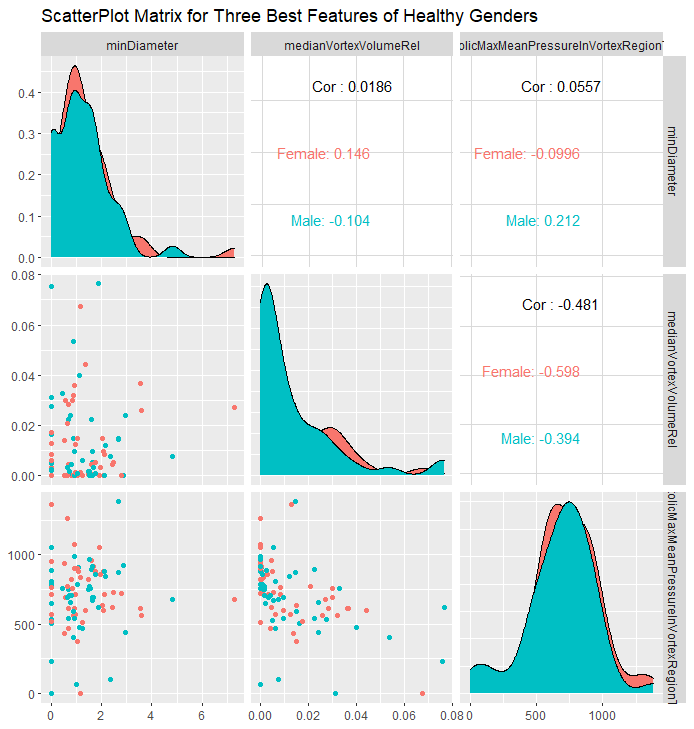 ScatterPlot Matrix for Three Best Features of Healthy Genders
minDiameter
medianVortexVolumeRel
olicMaxMeanPressureInVortexRegion
0.4
0.3
0.2
0.1
0.0
Cor : 0.0186
Female: 0.146
Male: -0.104
Cor : 0.0557
Female: -0.0996
Male: 0.212
minDiameter
0.08
0.06
0.04
0.02
0.00
Cor : -0.481
Female: -0.598
Male: -0.394
medianVortexVolumeRel
1000
500
0
olicMaxMeanPressureInVortexRegion
0 2 4 6
0.00 0.02 0.04 0.06 0.08
0 500 1000